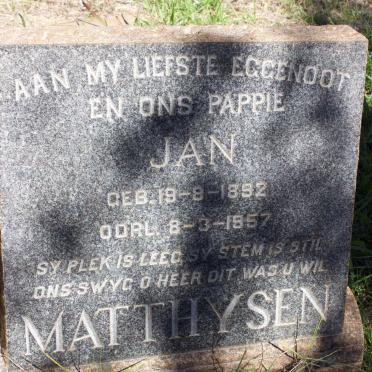 AAN MY LIEFSTE EGGENOOT
EN ONS PAPPIE
JAN
GEB. 19-8-1892
OORL. 8-3-1957
SY PLEK IS LEEG, SY STEM IS STIL
ONS SWYG O HEER DIT WAS U WIL
MATTHYSEN